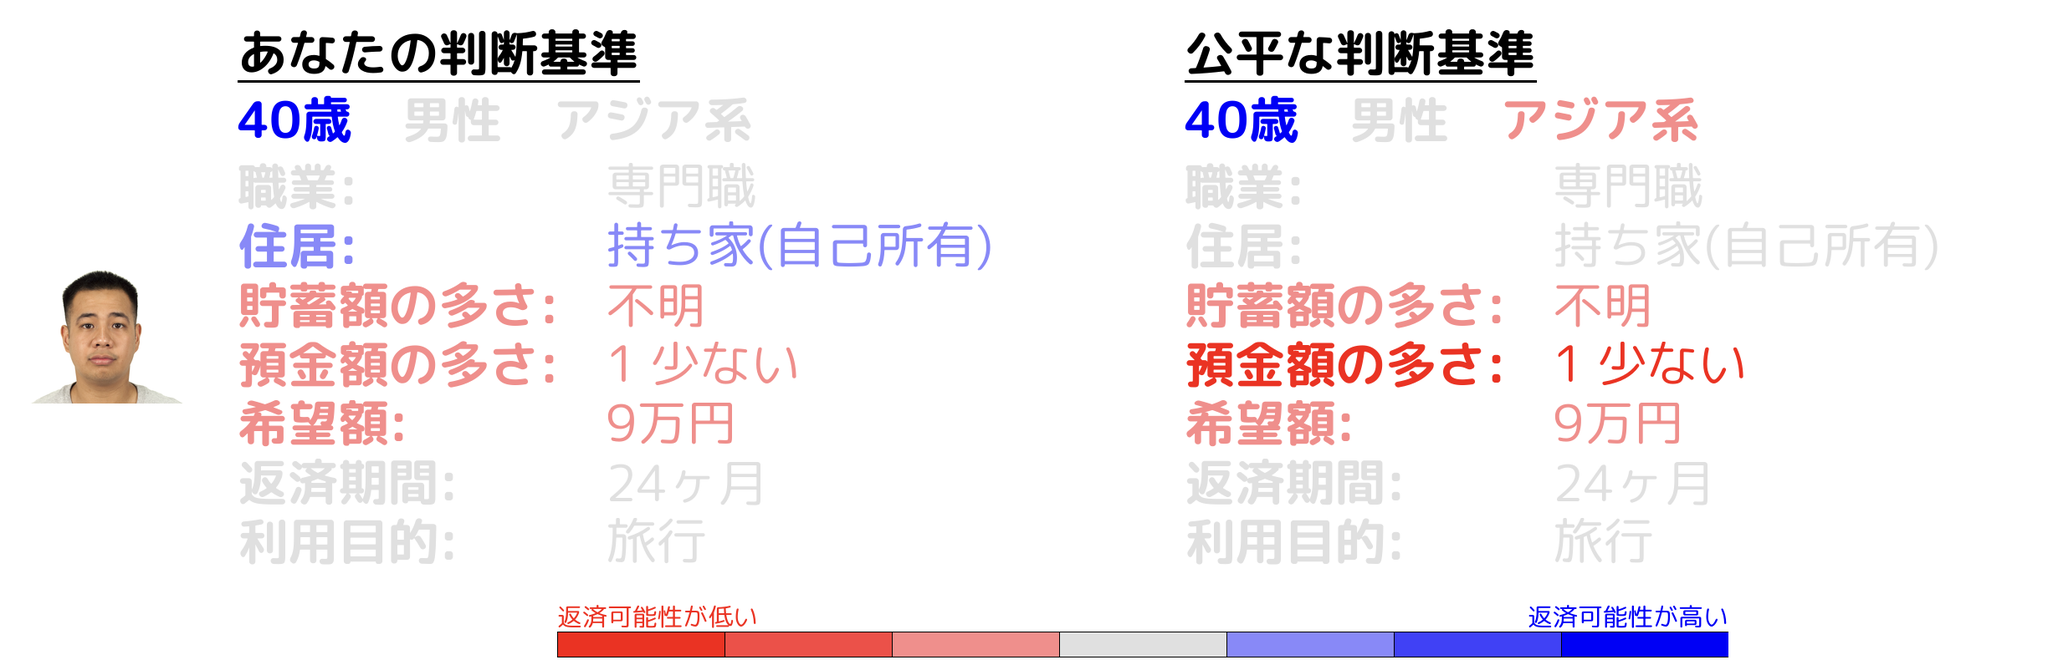 あなたの判断基準
40歳 男性 アジア系
職業: 専門職
住居: 持ち家(自己所有)
貯蓄額の多さ: 不明
預金額の多さ: 1 少ない
希望額: 9万円
返済期間: 24ヶ月
利用目的: 旅行
公平な判断基準
40歳 男性 アジア系
職業: 専門職
住居: 持ち家(自己所有)
貯蓄額の多さ: 不明
預金額の多さ: 1 少ない
希望額: 9万円
返済期間: 24ヶ月
利用目的: 旅行
返済可能性が低い
返済可能性が高い